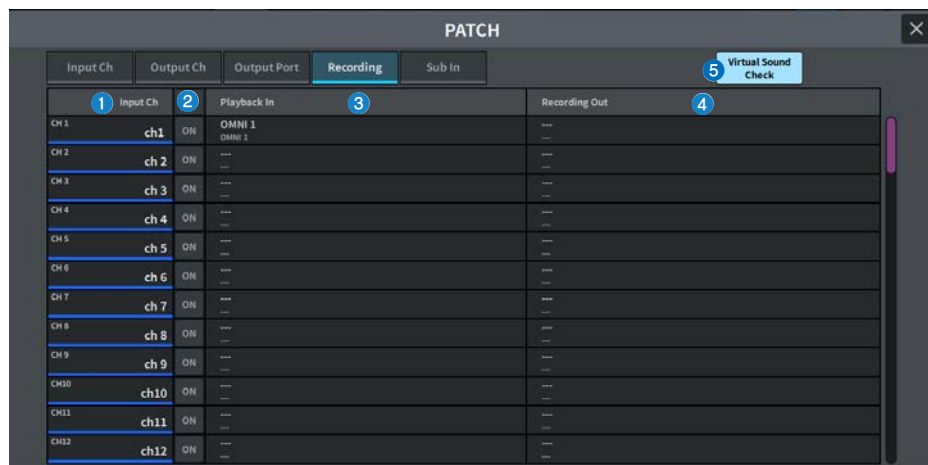 PATCH
Input Ch Output Ch Output Port Recording Sub In 5 Virtual Sound Check
1 Input Ch 2 Playback In 3 Recording Out 4
CH 1 ch1 ON OMNI 1 ---
OMNI 1 ---
CH 2 ch 2 ON --- ---
--- ---
CH 3 ch 3 ON --- ---
--- ---
CH 4 ch 4 ON --- ---
--- ---
CH 5 ch 5 ON --- ---
--- ---
CH 6 ch 6 ON --- ---
--- ---
CH 7 ch 7 ON --- ---
--- ---
CH 8 ch 8 ON --- ---
--- ---
CH 9 ch 9 ON --- ---
--- ---
CH10 ch10 ON --- ---
--- ---
CH11 ch11 ON --- ---
--- ---
CH12 ch12 ON --- ---
--- ---